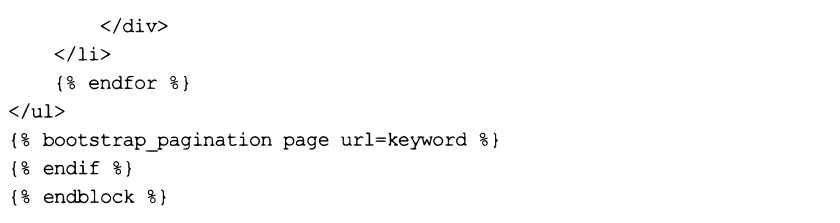 </div>
    </li>
    {% endfor %}
</ul>
{% bootstrap_pagination page url=keyword %}
{% endif %}
{% endblock %}